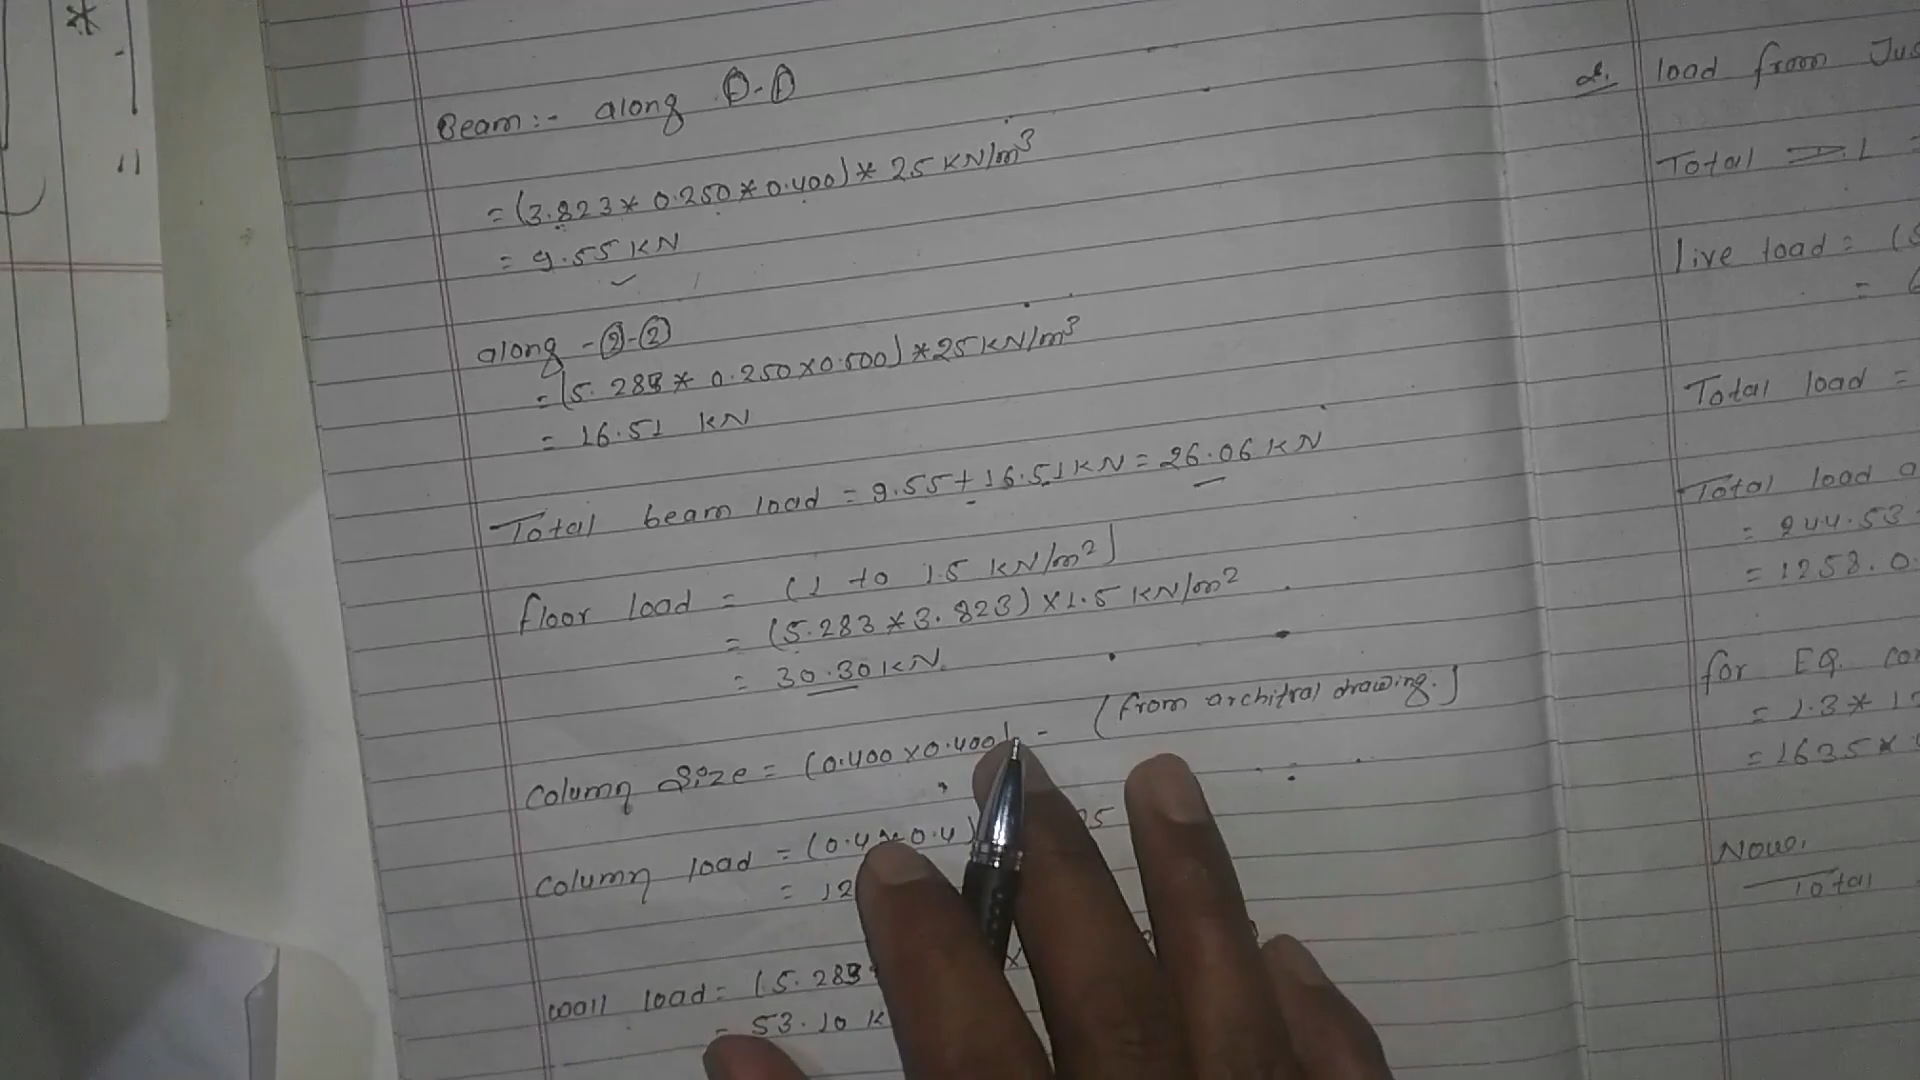 Beam:- along D-D
= (3.823 * 0.250 * 0.400) * 25 KN/m³
= 9.55 KN
along - 2-2
= (5.283 * 0.250 x 0.500) * 25 KN/m³
= 16.51 KN
Total beam load = 9.55 + 16.51 KN = 26.06 KN
floor load = (1 to 1.5 KN/m²)
= (5.283 * 3.823) x 1.5 KN/m²
= 30.30 KN.
Column Size = (0.400 x 0.400) - (from architral drawing.)
Column load = (0.4 x 0.4)
= 12
wall load = (5.283
= 53.10 K
2. load from
Total D.L =
live load = (5
=
Total load =
Total load
= 944.53
= 1258.0
for EQ.
= 1.3 * 1
= 1635 x
Now,
Total